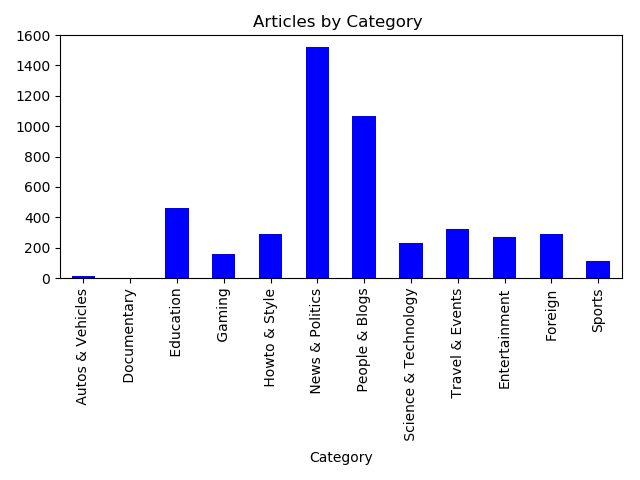 Articles by Category
1600
1400
1200
1000
800
600
400
200
0
Autos & Vehicles
Documentary
Education
Gaming
Howto & Style
News & Politics
People & Blogs
Science & Technology
Travel & Events
Entertainment
Foreign
Sports
Category